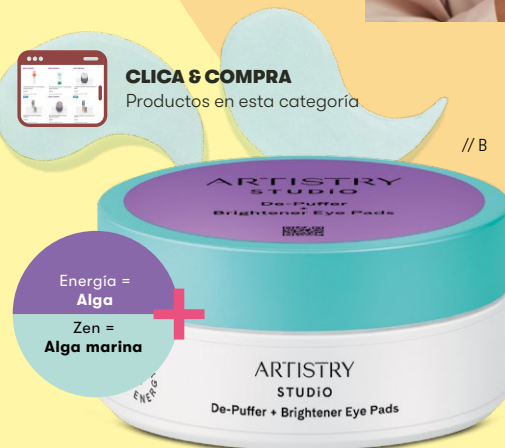 CLICA & COMPRA
Productos en esta categoría
// B
ARTISTRY
STUDiO
De-Puffer
+
Brightener Eye Pads
Energía =
Alga
Zen =
Alga marina
ENERG
ARTISTRY
STUDiO
De-Puffer + Brightener Eye Pads